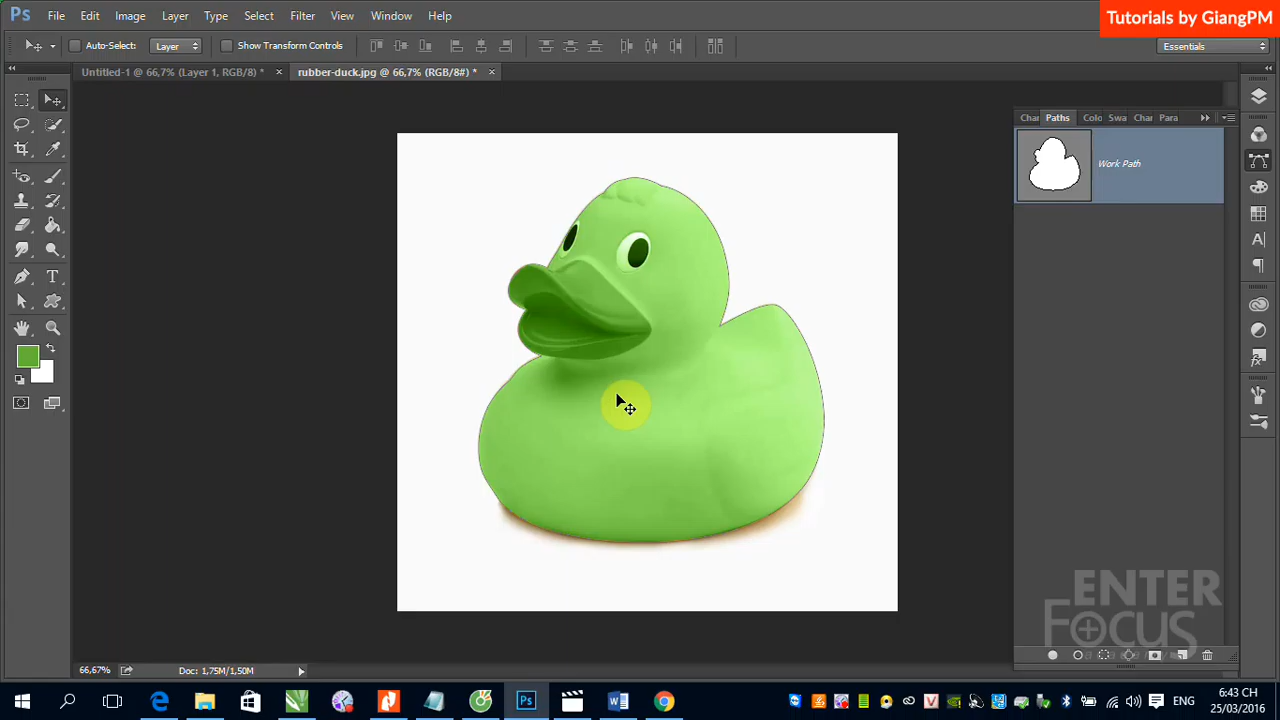 Ps File Edit Image Layer Type Select Filter View Window Help
Tutorials by GiangPM
Auto-Select: Layer Show Transform Controls
Essentials
Untitled-1 @ 66,7% (Layer 1, RGB/8) * ×
rubber-duck.jpg @ 66,7% (RGB/8#) * ×
Cha Paths Colo Swa Cha Para
Work Path
ENTER
FOCUS
66.67% Doc: 1,75M/1,50M
ENG
6:43 CH
25/03/2016